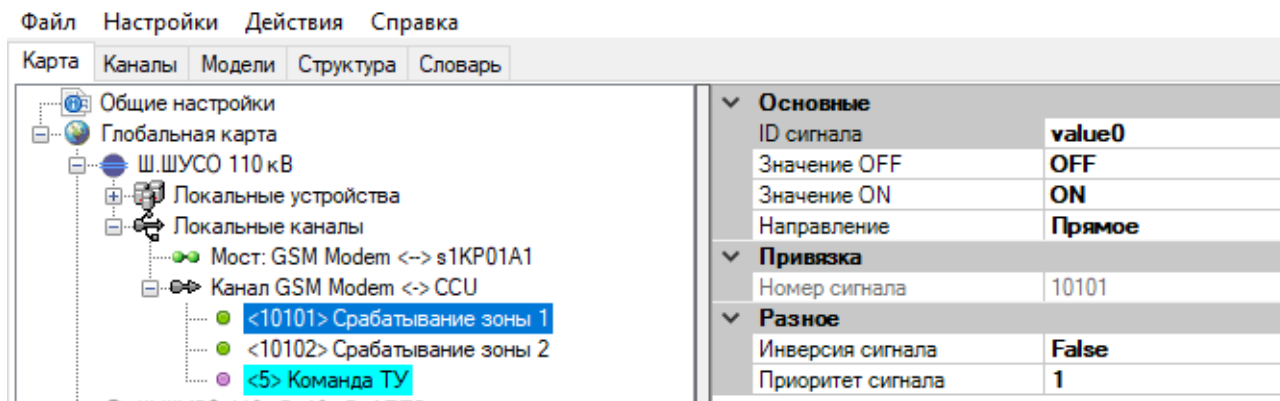 Файл Настройки Действия Справка
Карта Каналы Модели Структура Словарь
Общие настройки
Глобальная карта
Ш.ШУСО 110 кВ
Локальные устройства
Локальные каналы
Мост: GSM Modem <--> s1KP01A1
Канал GSM Modem <-> CCU
<10101> Срабатывание зоны 1
<10102> Срабатывание зоны 2
<5> Команда ТУ
Основные
ID сигнала value0
Значение OFF OFF
Значение ON ON
Направление Прямое
Привязка
Номер сигнала 10101
Разное
Инверсия сигнала False
Приоритет сигнала 1